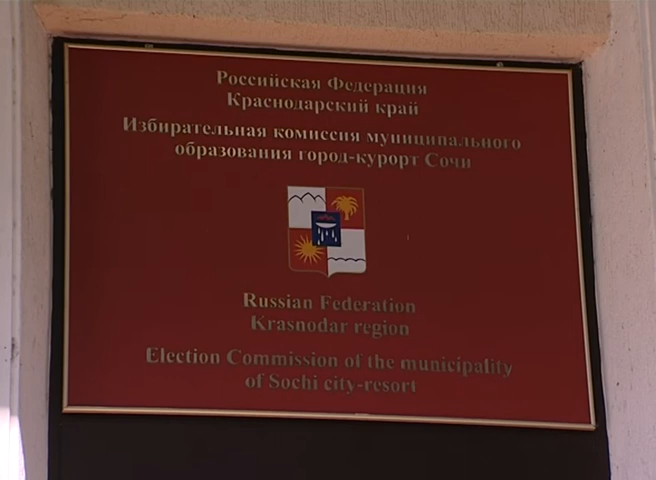 Российская Федерация
Краснодарский край
Избирательная комиссия муниципального
образования город-курорт Сочи
Russian Federation
Krasnodar region
Election Commission of the municipality
of Sochi city-resort